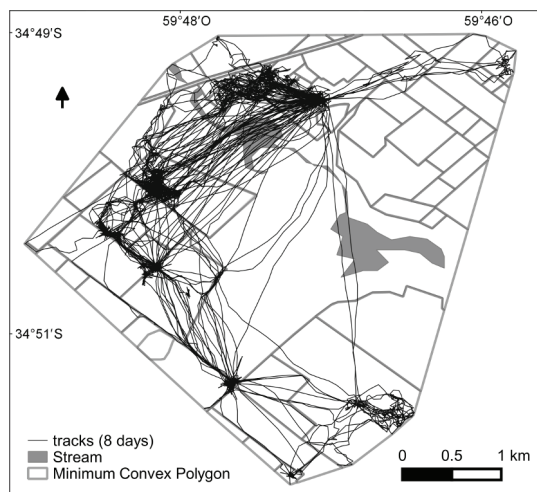 59°48'O
59°46'O
34°49'S
34°51'S
tracks (8 days)
Stream
Minimum Convex Polygon
0
0.5
1 km